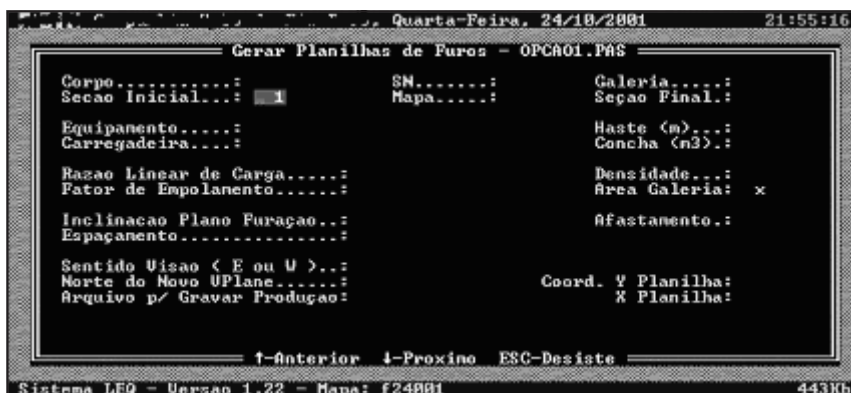 Quarta-Feira, 24/10/2001 21:55:16
Gerar Planilhas de Furos - OPCAO1.PAS
Corpo............: SN.......: Galeria.....:
Secao Inicial...: 1 Mapa.....: Seçao Final.:
Equipamento.....: Haste (m)...:
Carregadeira....: Concha (m3).:
Razao Linear de Carga.....: Densidade...:
Fator de Empolamento......: Area Galeria: x
Inclinacao Plano Furaçao..: Afastamento.:
Espaçamento...............:
Sentido Visao ( E ou W )..:
Norte do Novo VPlane......: Coord. Y Planilha:
Arquivo p/ Gravar Produçao: X Planilha:
↑-Anterior ↓-Proximo ESC-Desiste
Sistema LEQ - Versao 1.22 - Mapa: f24001 443Kb